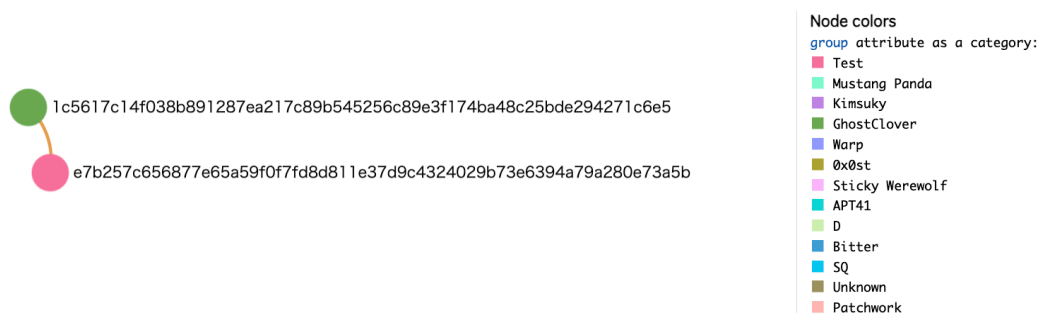 1c5617c14f038b891287ea217c89b545256c89e3f174ba48c25bde294271c6e5
e7b257c656877e65a59f0f7fd8d811e37d9c4324029b73e6394a79a280e73a5b
Node colors
group attribute as a category:
Test
Mustang Panda
Kimsuky
GhostClover
Warp
0x0st
Sticky Werewolf
APT41
D
Bitter
SQ
Unknown
Patchwork